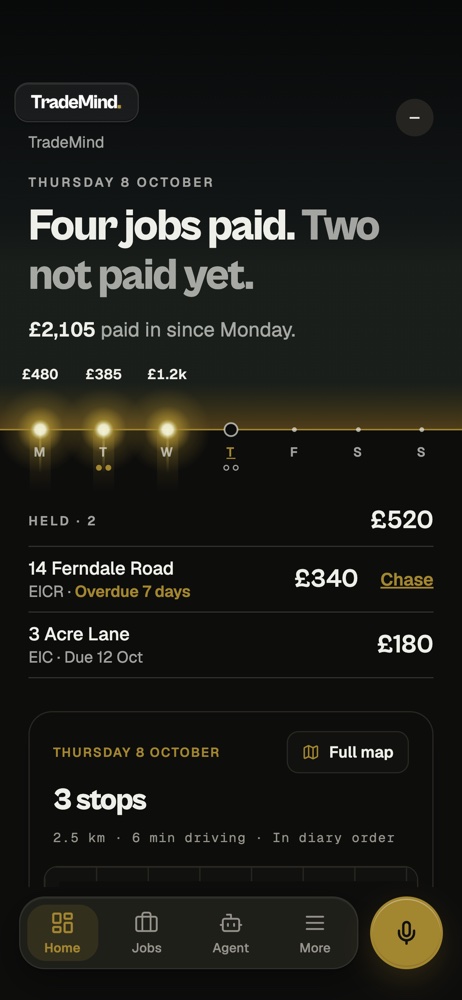 TradeMind.
TradeMind
THURSDAY 8 OCTOBER
Four jobs paid. Two
not paid yet.
£2,105 paid in since Monday.
£480 £385 £1.2k
M T W T F S S
HELD · 2 £520
14 Ferndale Road
EICR · Overdue 7 days
£340 Chase
3 Acre Lane
EIC · Due 12 Oct
£180
THURSDAY 8 OCTOBER
Full map
3 stops
2.5 km · 6 min driving · In diary order
Home Jobs Agent More